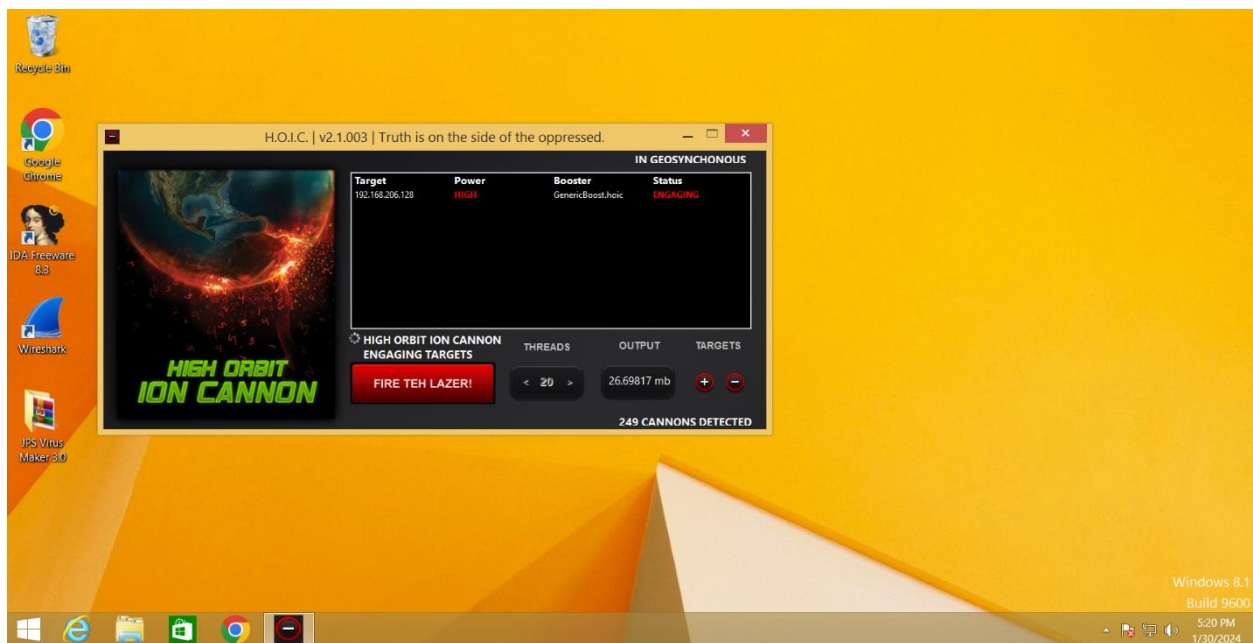 Recycle Bin
Google
Chrome
IDA Freeware
8.3
Wireshark
JPS Virus
Maker 3.0
H.O.I.C. | v2.1.003 | Truth is on the side of the oppressed.
IN GEOSYNCHONOUS
Target Power Booster Status
192.168.206.128 HIGH GenericBoost.hoic ENGAGING
HIGH ORBIT
ION CANNON
HIGH ORBIT ION CANNON
ENGAGING TARGETS
THREADS OUTPUT TARGETS
FIRE TEH LAZER!
< 20 > 26.69817 mb + −
249 CANNONS DETECTED
Windows 8.1
Build 9600
5:20 PM
1/30/2024